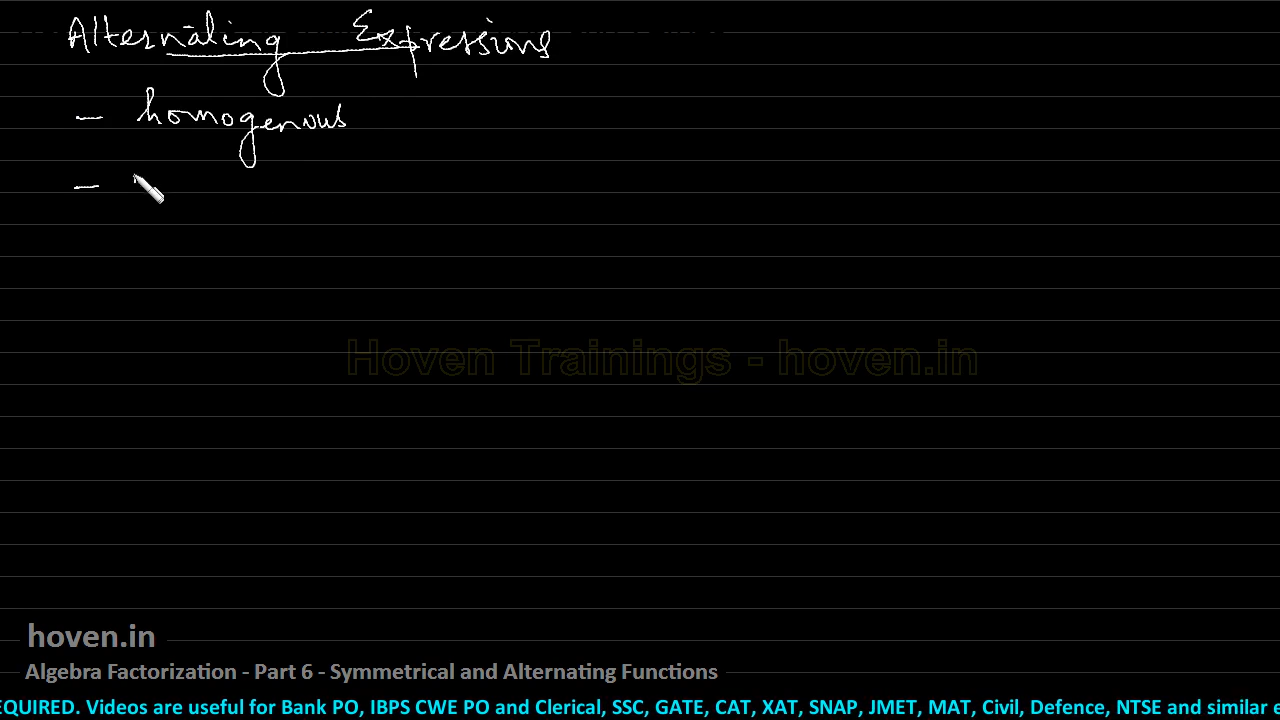 Alternating Expressions
- homogenous
-
Hoven Trainings - hoven.in
hoven.in
Algebra Factorization - Part 6 - Symmetrical and Alternating Functions
EQUIRED. Videos are useful for Bank PO, IBPS CWE PO and Clerical, SSC, GATE, CAT, XAT, SNAP, JMET, MAT, Civil, Defence, NTSE and similar e